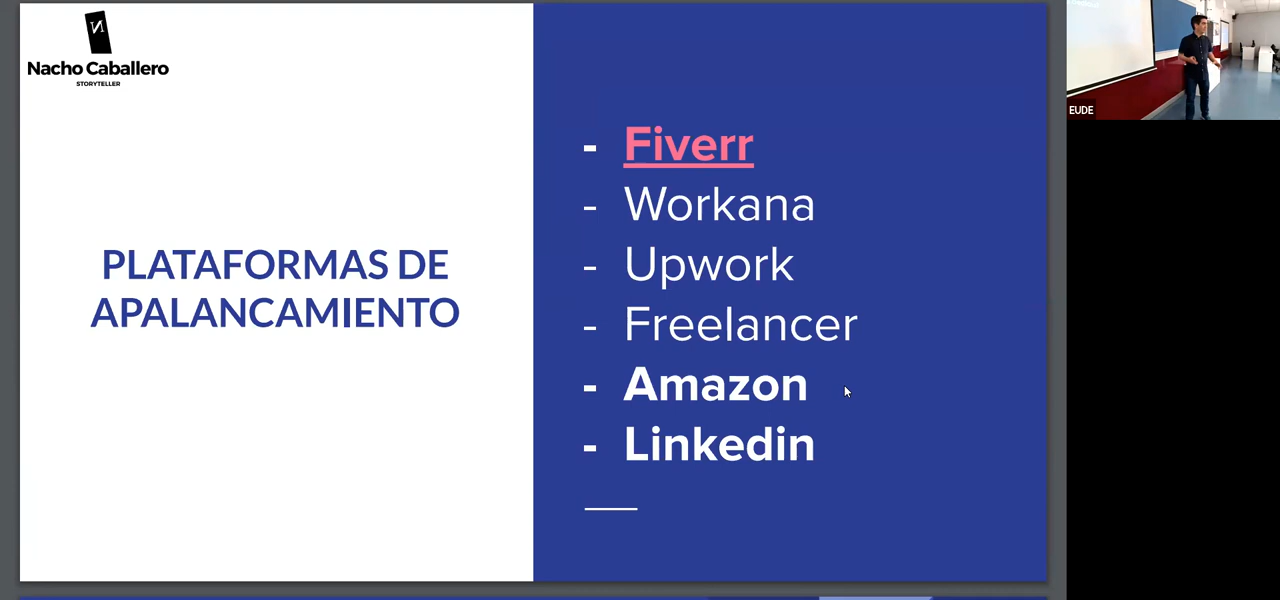 Nacho Caballero
STORYTELLER
PLATAFORMAS DE
APALANCAMIENTO
- Fiverr
- Workana
- Upwork
- Freelancer
- Amazon
- Linkedin
EUDE